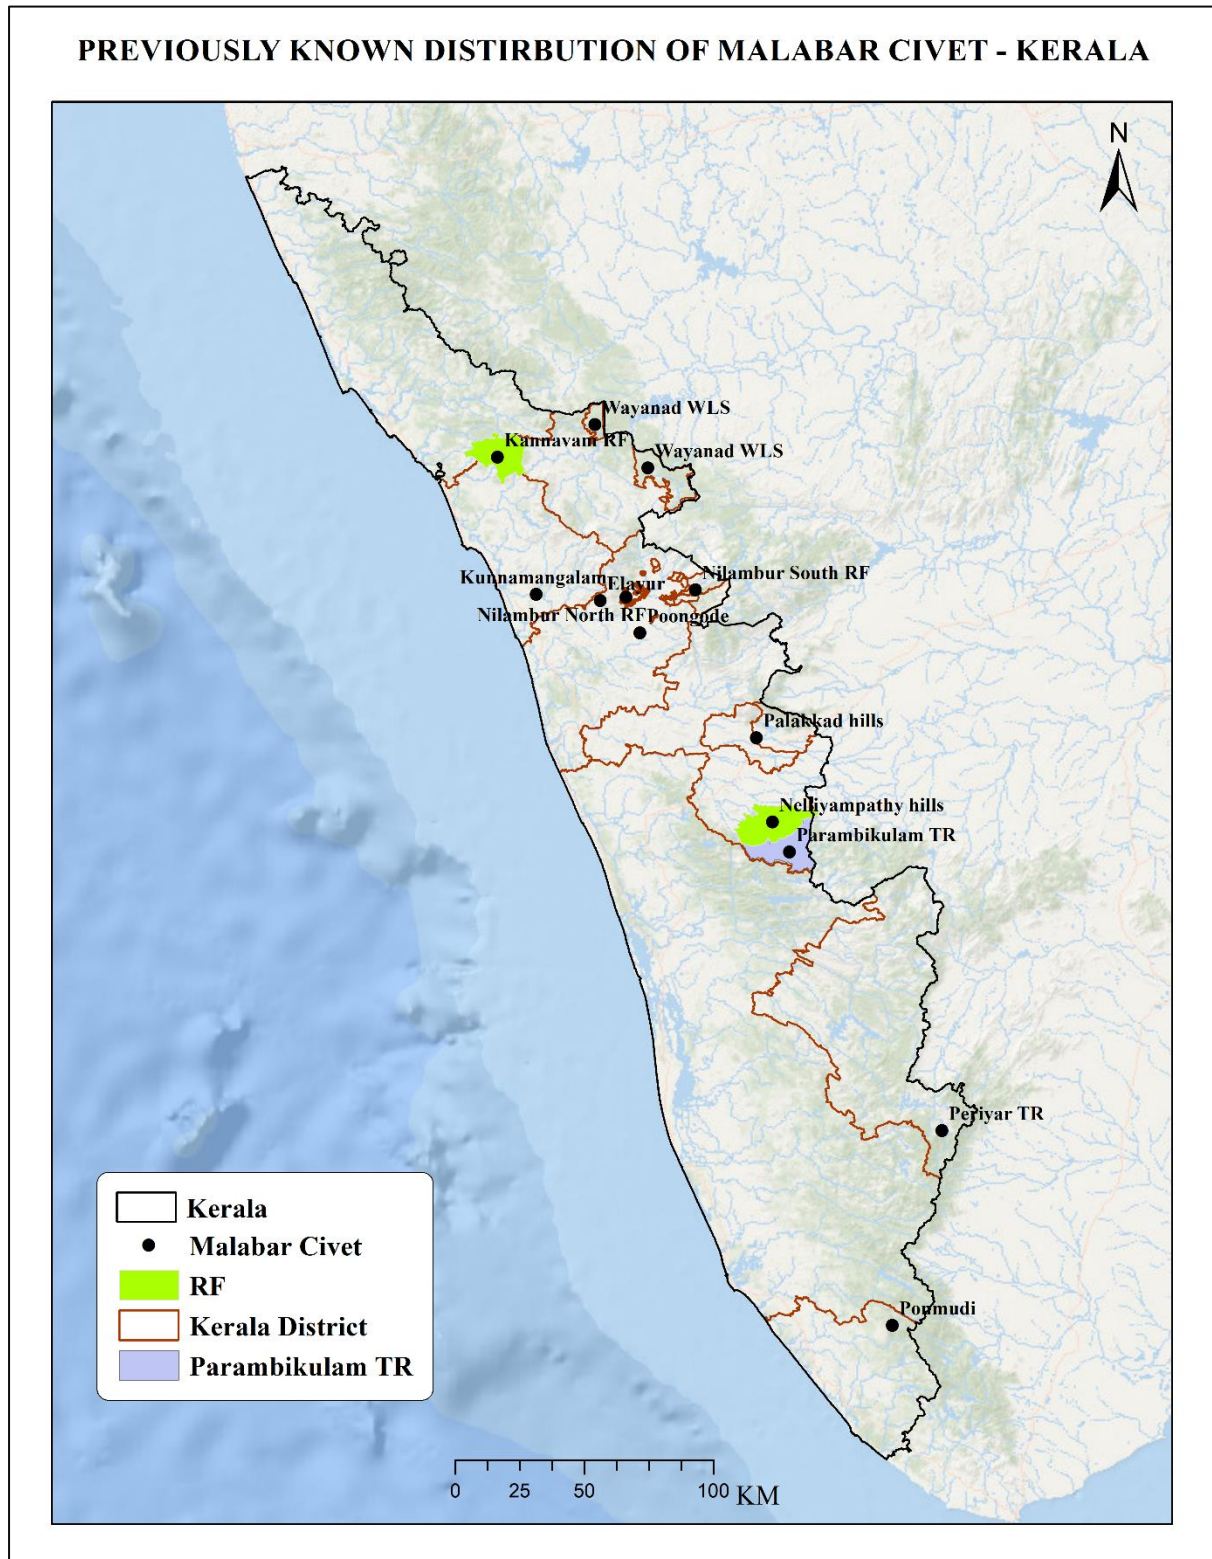 PREVIOUSLY KNOWN DISTIRBUTION OF MALABAR CIVET - KERALA
N
Wayanad WLS
Kannavam RF
Wayanad WLS
Nilambur South RF
Kunnamangalam
Elayur
Nilambur North RF
Poongode
Palakkad hills
Nelliyampathy hills
Parambikulam TR
Periyar TR
Ponmudi
Kerala
Malabar Civet
RF
Kerala District
Parambikulam TR
0 25 50 100 KM